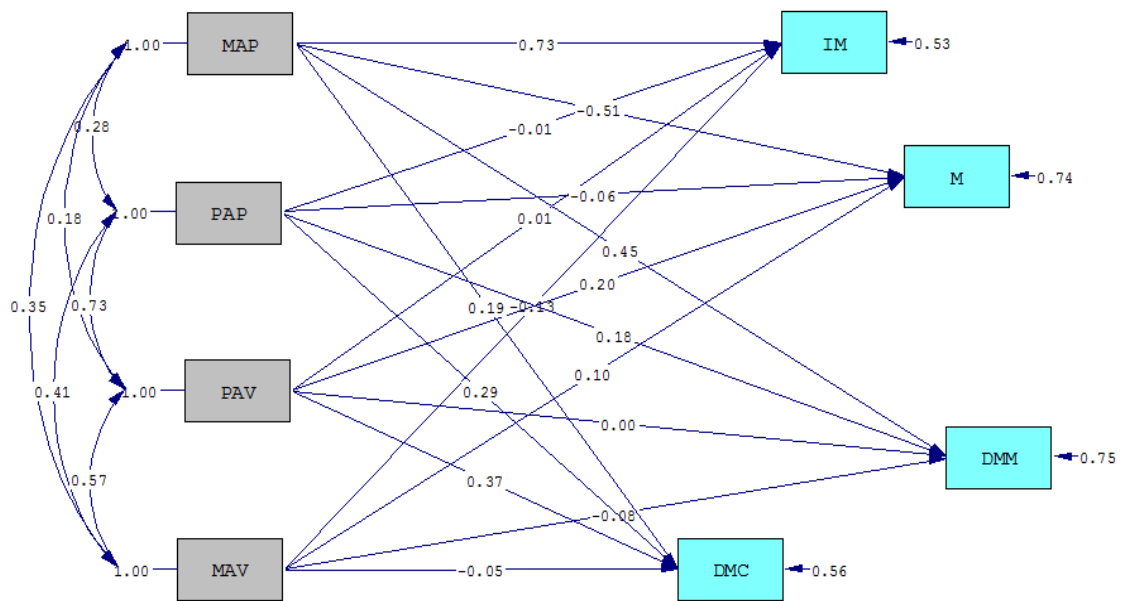 1.00 MAP 0.73 IM 0.53
-0.51
0.28 -0.01
M 0.74
-0.06
1.00 PAP
0.18 0.01
0.45
0.20
0.35 0.73 0.19 -0.13
0.18
0.10
0.41 1.00 PAV 0.29
0.00
DMM 0.75
0.57 0.37
-0.08
1.00 MAV -0.05 DMC 0.56